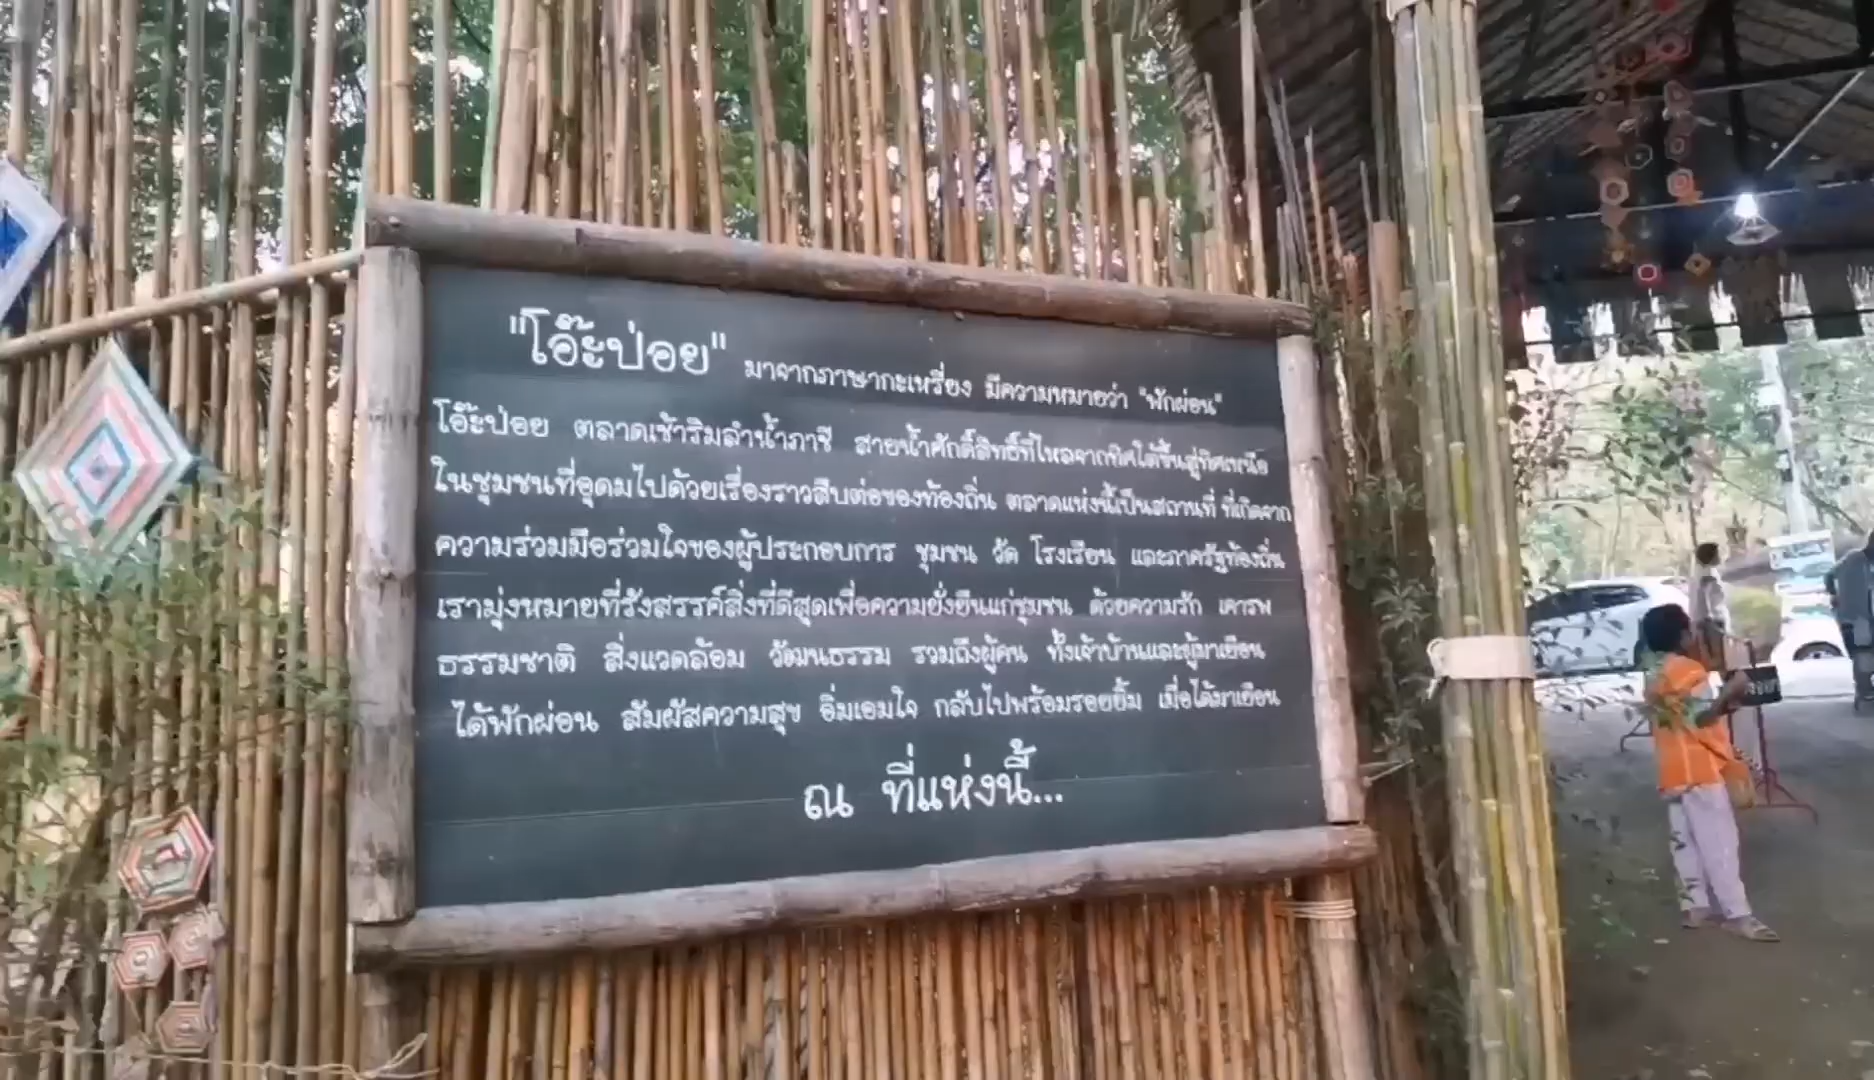 "โอ๊ะป่อย" มาจากภาษากะเหรี่ยง มีความหมายว่า "พักผ่อน"
โอ๊ะป่อย ตลาดเช้าริมลำน้ำภาชี สายน้ำศักดิ์สิทธิ์ที่ไหลจากทิศใต้ขึ้นสู่ทิศเหนือ
ในชุมชนที่อุดมไปด้วยเรื่องราวสืบต่อของท้องถิ่น ตลาดแห่งนี้เป็นสถานที่ ที่เกิดจาก
ความร่วมมือร่วมใจของผู้ประกอบการ ชุมชน วัด โรงเรียน และภาครัฐท้องถิ่น
เรามุ่งหมายที่รังสรรค์สิ่งที่ดีสุดเพื่อความยั่งยืนแก่ชุมชน ด้วยความรัก เคารพ
ธรรมชาติ สิ่งแวดล้อม วัฒนธรรม รวมถึงผู้คน ทั้งเจ้าบ้านและผู้มาเยือน
ได้พักผ่อน สัมผัสความสุข อิ่มเอมใจ กลับไปพร้อมรอยยิ้ม เมื่อได้มาเยือน
ณ ที่แห่งนี้...